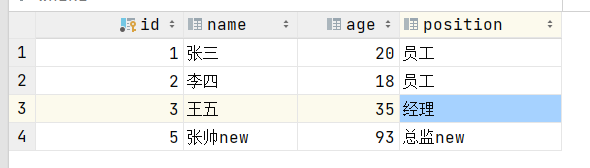 id name age position
1 1 张三 20 员工
2 2 李四 18 员工
3 3 王五 35 经理
4 5 张帅new 93 总监new